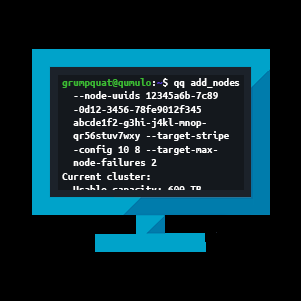 grumpquat@qumulo:~$ qq add_nodes
--node-uuids 12345a6b-7c89
-0d12-3456-78fe9012f345
abcde1f2-g3hi-j4kl-mnop-
qr56stuv7wxy --target-stripe
-config 10 8 --target-max-
node-failures 2
Current cluster:
Usable capacity: 600 TB